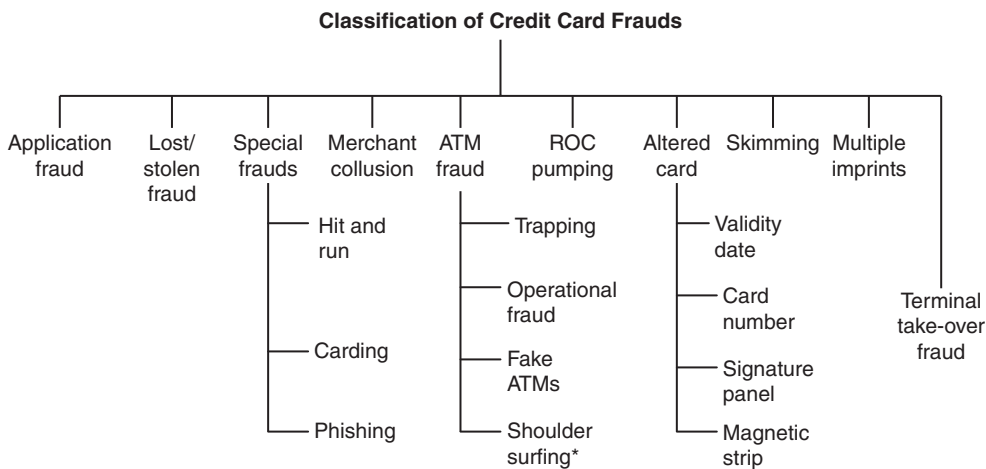 Classification of Credit Card Frauds
Application
fraud
Lost/
stolen
fraud
Special
frauds
Merchant
collusion
ATM
fraud
ROC
pumping
Altered
card
Skimming
Multiple
imprints
Hit and
run
Carding
Phishing
Trapping
Operational
fraud
Fake
ATMs
Shoulder
surfing*
Validity
date
Card
number
Signature
panel
Magnetic
strip
Terminal
take-over
fraud